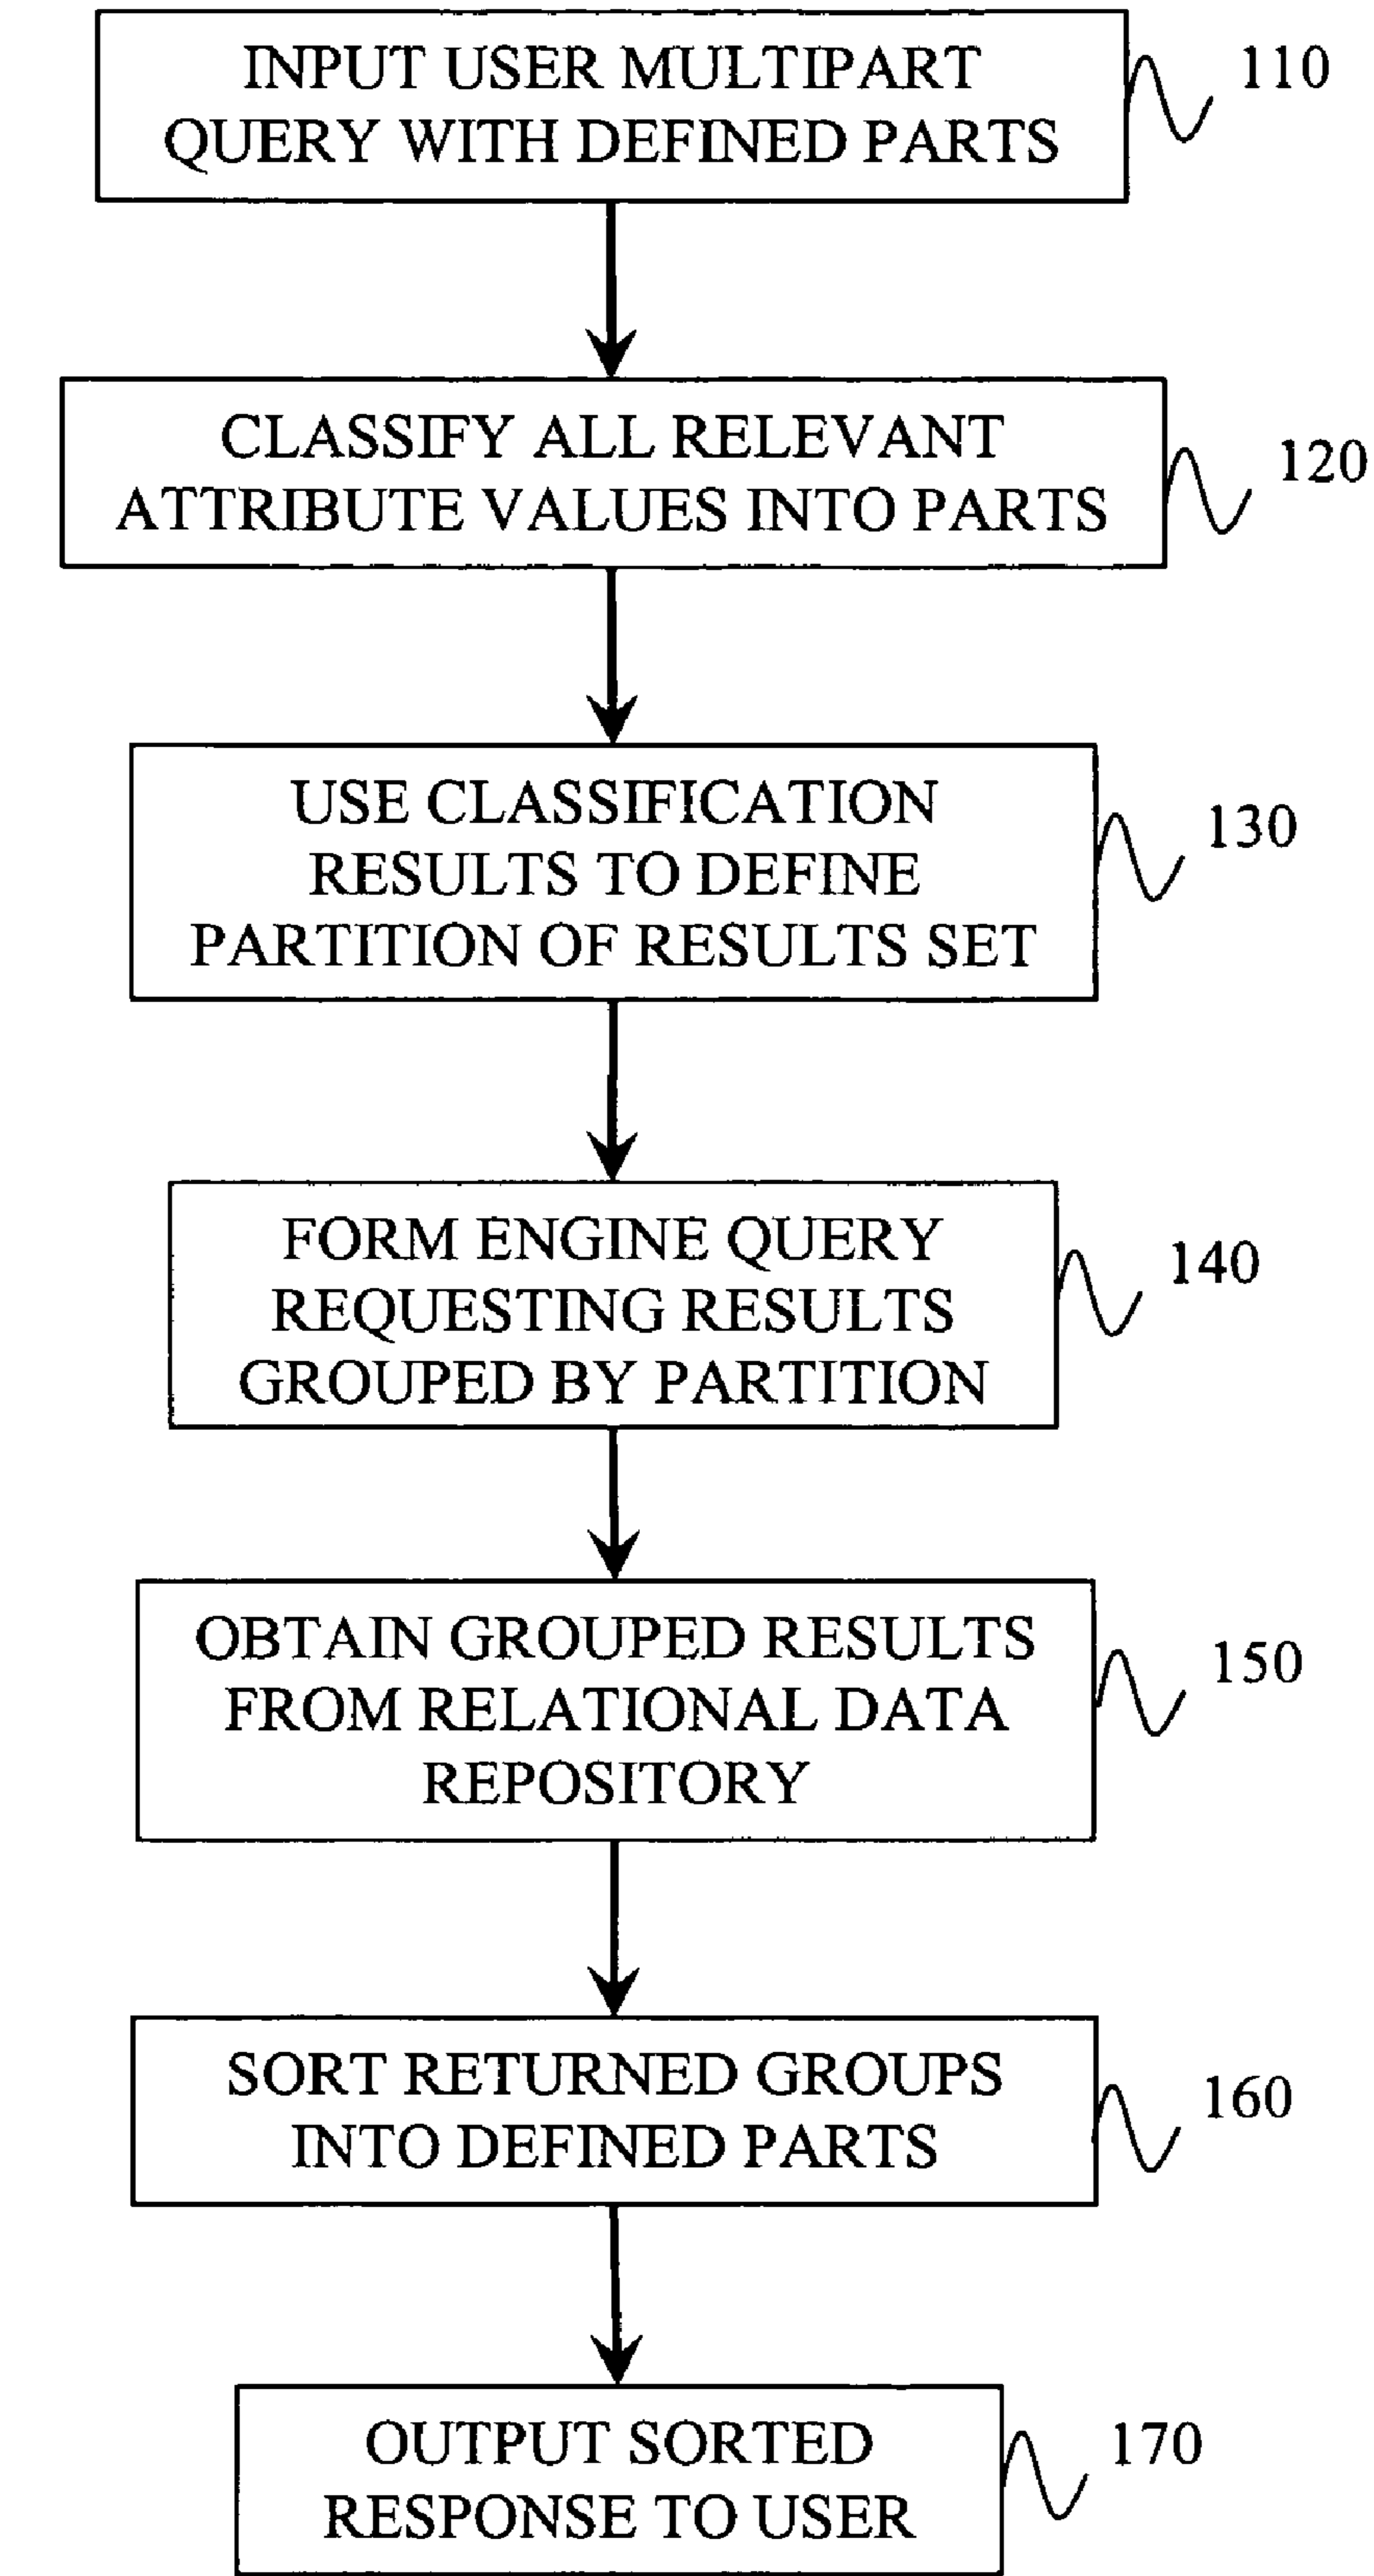 INPUT USER MULTIPART
QUERY WITH DEFINED PARTS
110
CLASSIFY ALL RELEVANT
ATTRIBUTE VALUES INTO PARTS
120
USE CLASSIFICATION
RESULTS TO DEFINE
PARTITION OF RESULTS SET
130
FORM ENGINE QUERY
REQUESTING RESULTS
GROUPED BY PARTITION
140
OBTAIN GROUPED RESULTS
FROM RELATIONAL DATA
REPOSITORY
150
SORT RETURNED GROUPS
INTO DEFINED PARTS
160
OUTPUT SORTED
RESPONSE TO USER
170